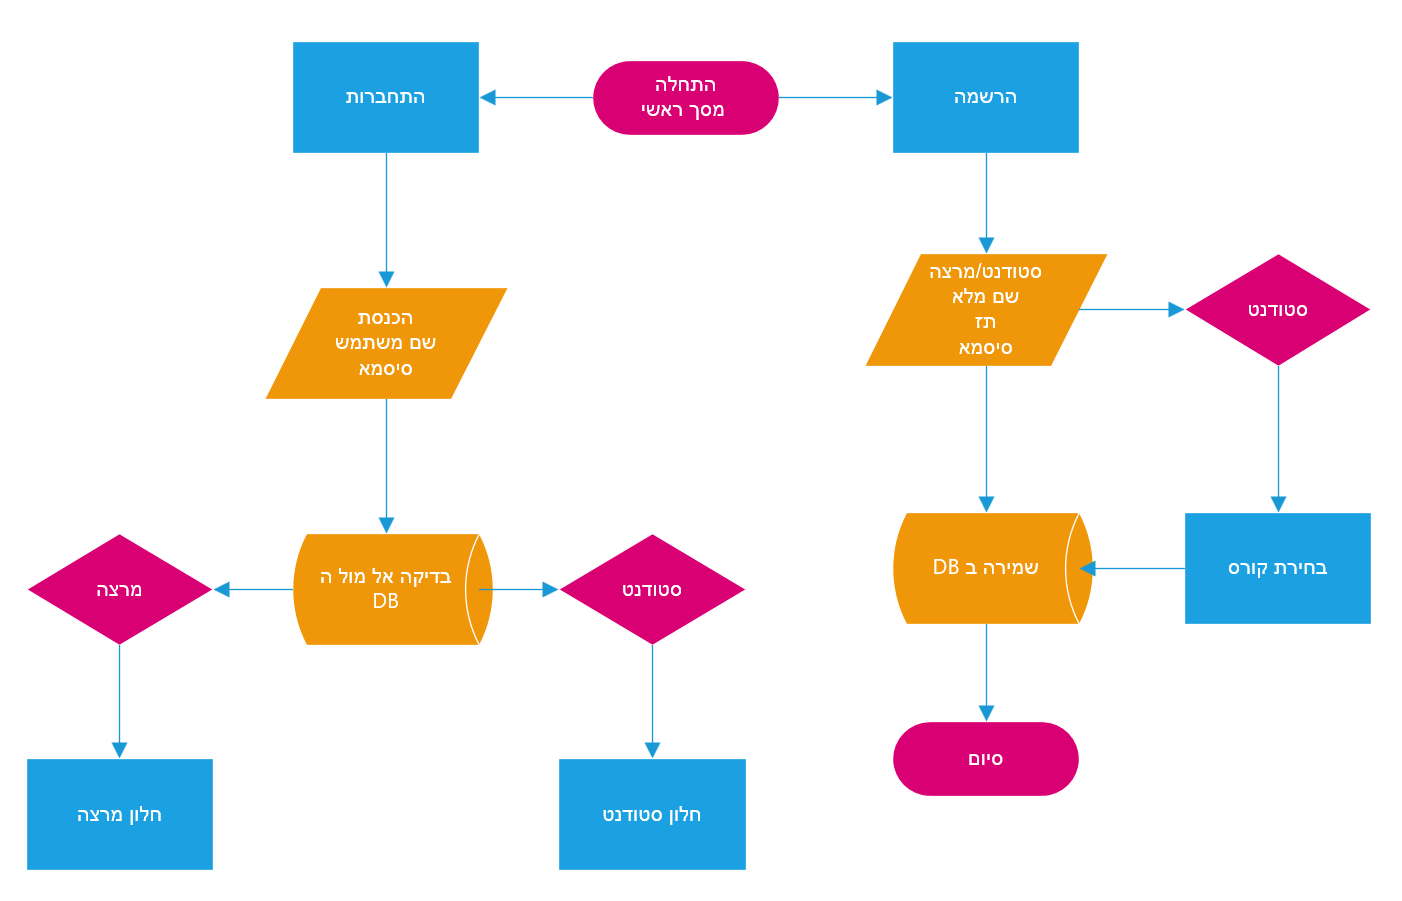 התחלה
מסך ראשי
הרשמה
התחברות
סטודנט/מרצה
שם מלא
תז
סיסמא
סטודנט
הכנסת
שם משתמש
סיסמא
שמירה ב DB
בחירת קורס
בדיקה אל מול ה
DB
סטודנט
מרצה
סיום
חלון סטודנט
חלון מרצה